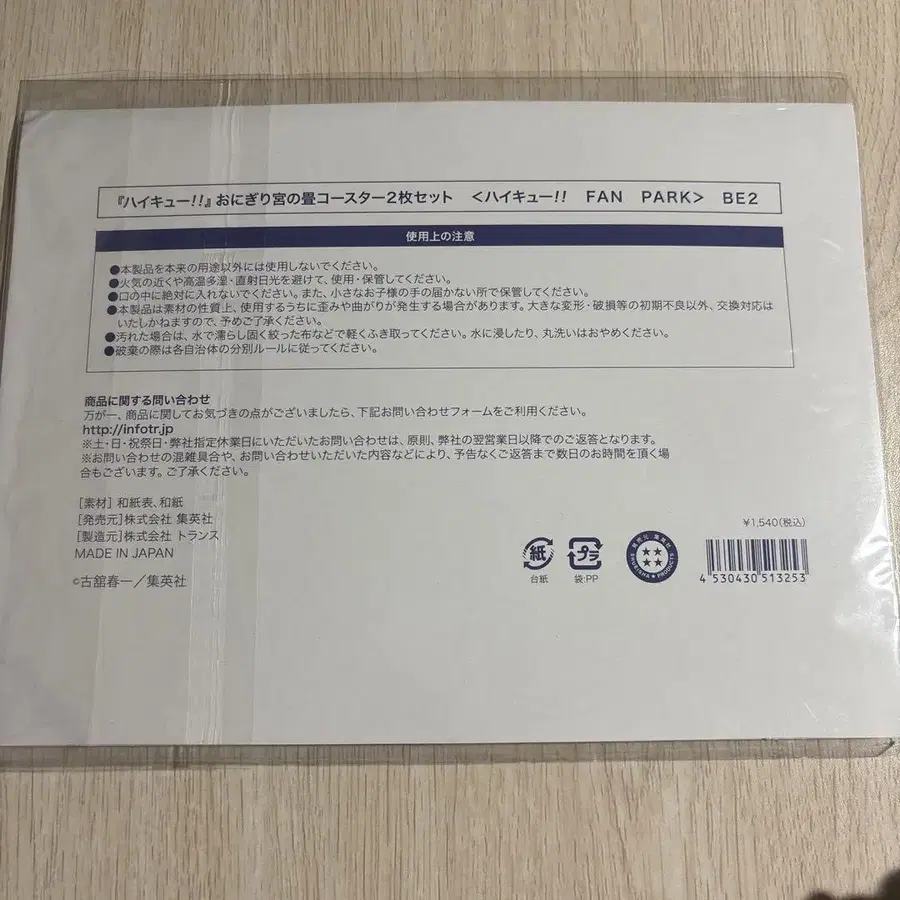 『ハイキュー!!』おにぎり宮の畳コースター2枚セット <ハイキュー!! FAN PARK> BE2
使用上の注意
●本製品を本来の用途以外には使用しないでください。
●火気の近くや高温多湿・直射日光を避けて、使用・保管してください。
●口の中に絶対に入れないでください。また、小さなお子様の手の届かない所で保管してください。
●本製品は素材の性質上、使用するうちに歪みや曲がりが発生する場合があります。大きな変形・破損等の初期不良以外、交換対応は
いたしかねますので、予めご了承ください。
●汚れた場合は、水で濡らし固く絞った布などで軽くふき取ってください。水に浸したり、丸洗いはおやめください。
●破棄の際は各自治体の分別ルールに従ってください。
商品に関する問い合わせ
万が一、商品に関してお気づきの点がございましたら、下記お問い合わせフォームをご利用ください。
http://infotr.jp
※土・日・祝祭日・弊社指定休業日にいただいたお問い合わせは、原則、弊社の翌営業日以降でのご返答となります。
※お問い合わせの混雑具合や、お問い合わせいただいた内容などにより、予告なくご返答まで数日のお時間を頂く場
合もございます。ご了承ください。
[素材] 和紙表、和紙
[発売元]株式会社 集英社
[製造元]株式会社 トランス
MADE IN JAPAN
©古舘春一/集英社
¥1,540(税込)
紙
台紙
プラ
袋:PP
発売元 集英社
SHUEISHA ★ PRODUCTS
4 530430 513253